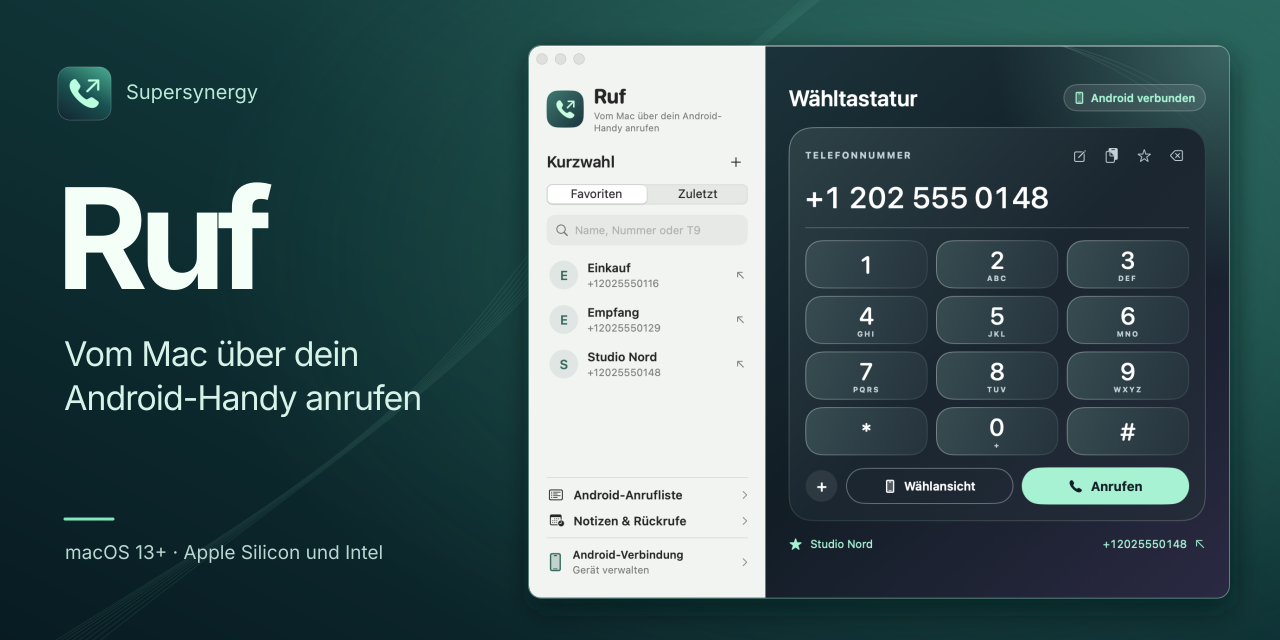 Supersynergy
Ruf
Vom Mac über dein
Android-Handy anrufen
macOS 13+ · Apple Silicon und Intel
Ruf
Vom Mac über dein Android-
Handy anrufen
Kurzwahl
Favoriten Zuletzt
Name, Nummer oder T9
E Einkauf
+12025550116
E Empfang
+12025550129
S Studio Nord
+12025550148
Android-Anrufliste
Notizen & Rückrufe
Android-Verbindung
Gerät verwalten
Wähltastatur
Android verbunden
TELEFONNUMMER
+1 202 555 0148
1 2 3
ABC DEF
4 5 6
GHI JKL MNO
7 8 9
PQRS TUV WXYZ
* 0 #
+
+ Wählansicht Anrufen
Studio Nord +12025550148